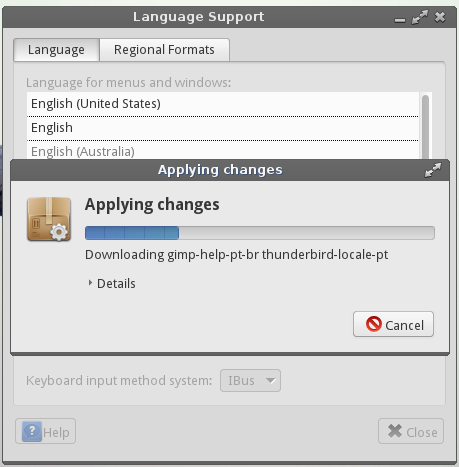 Language Support
Language
Regional Formats
Language for menus and windows:
English (United States)
English
English (Australia)
Applying changes
Applying changes
Downloading gimp-help-pt-br thunderbird-locale-pt
Details
Cancel
Keyboard input method system: IBus
Help
Close